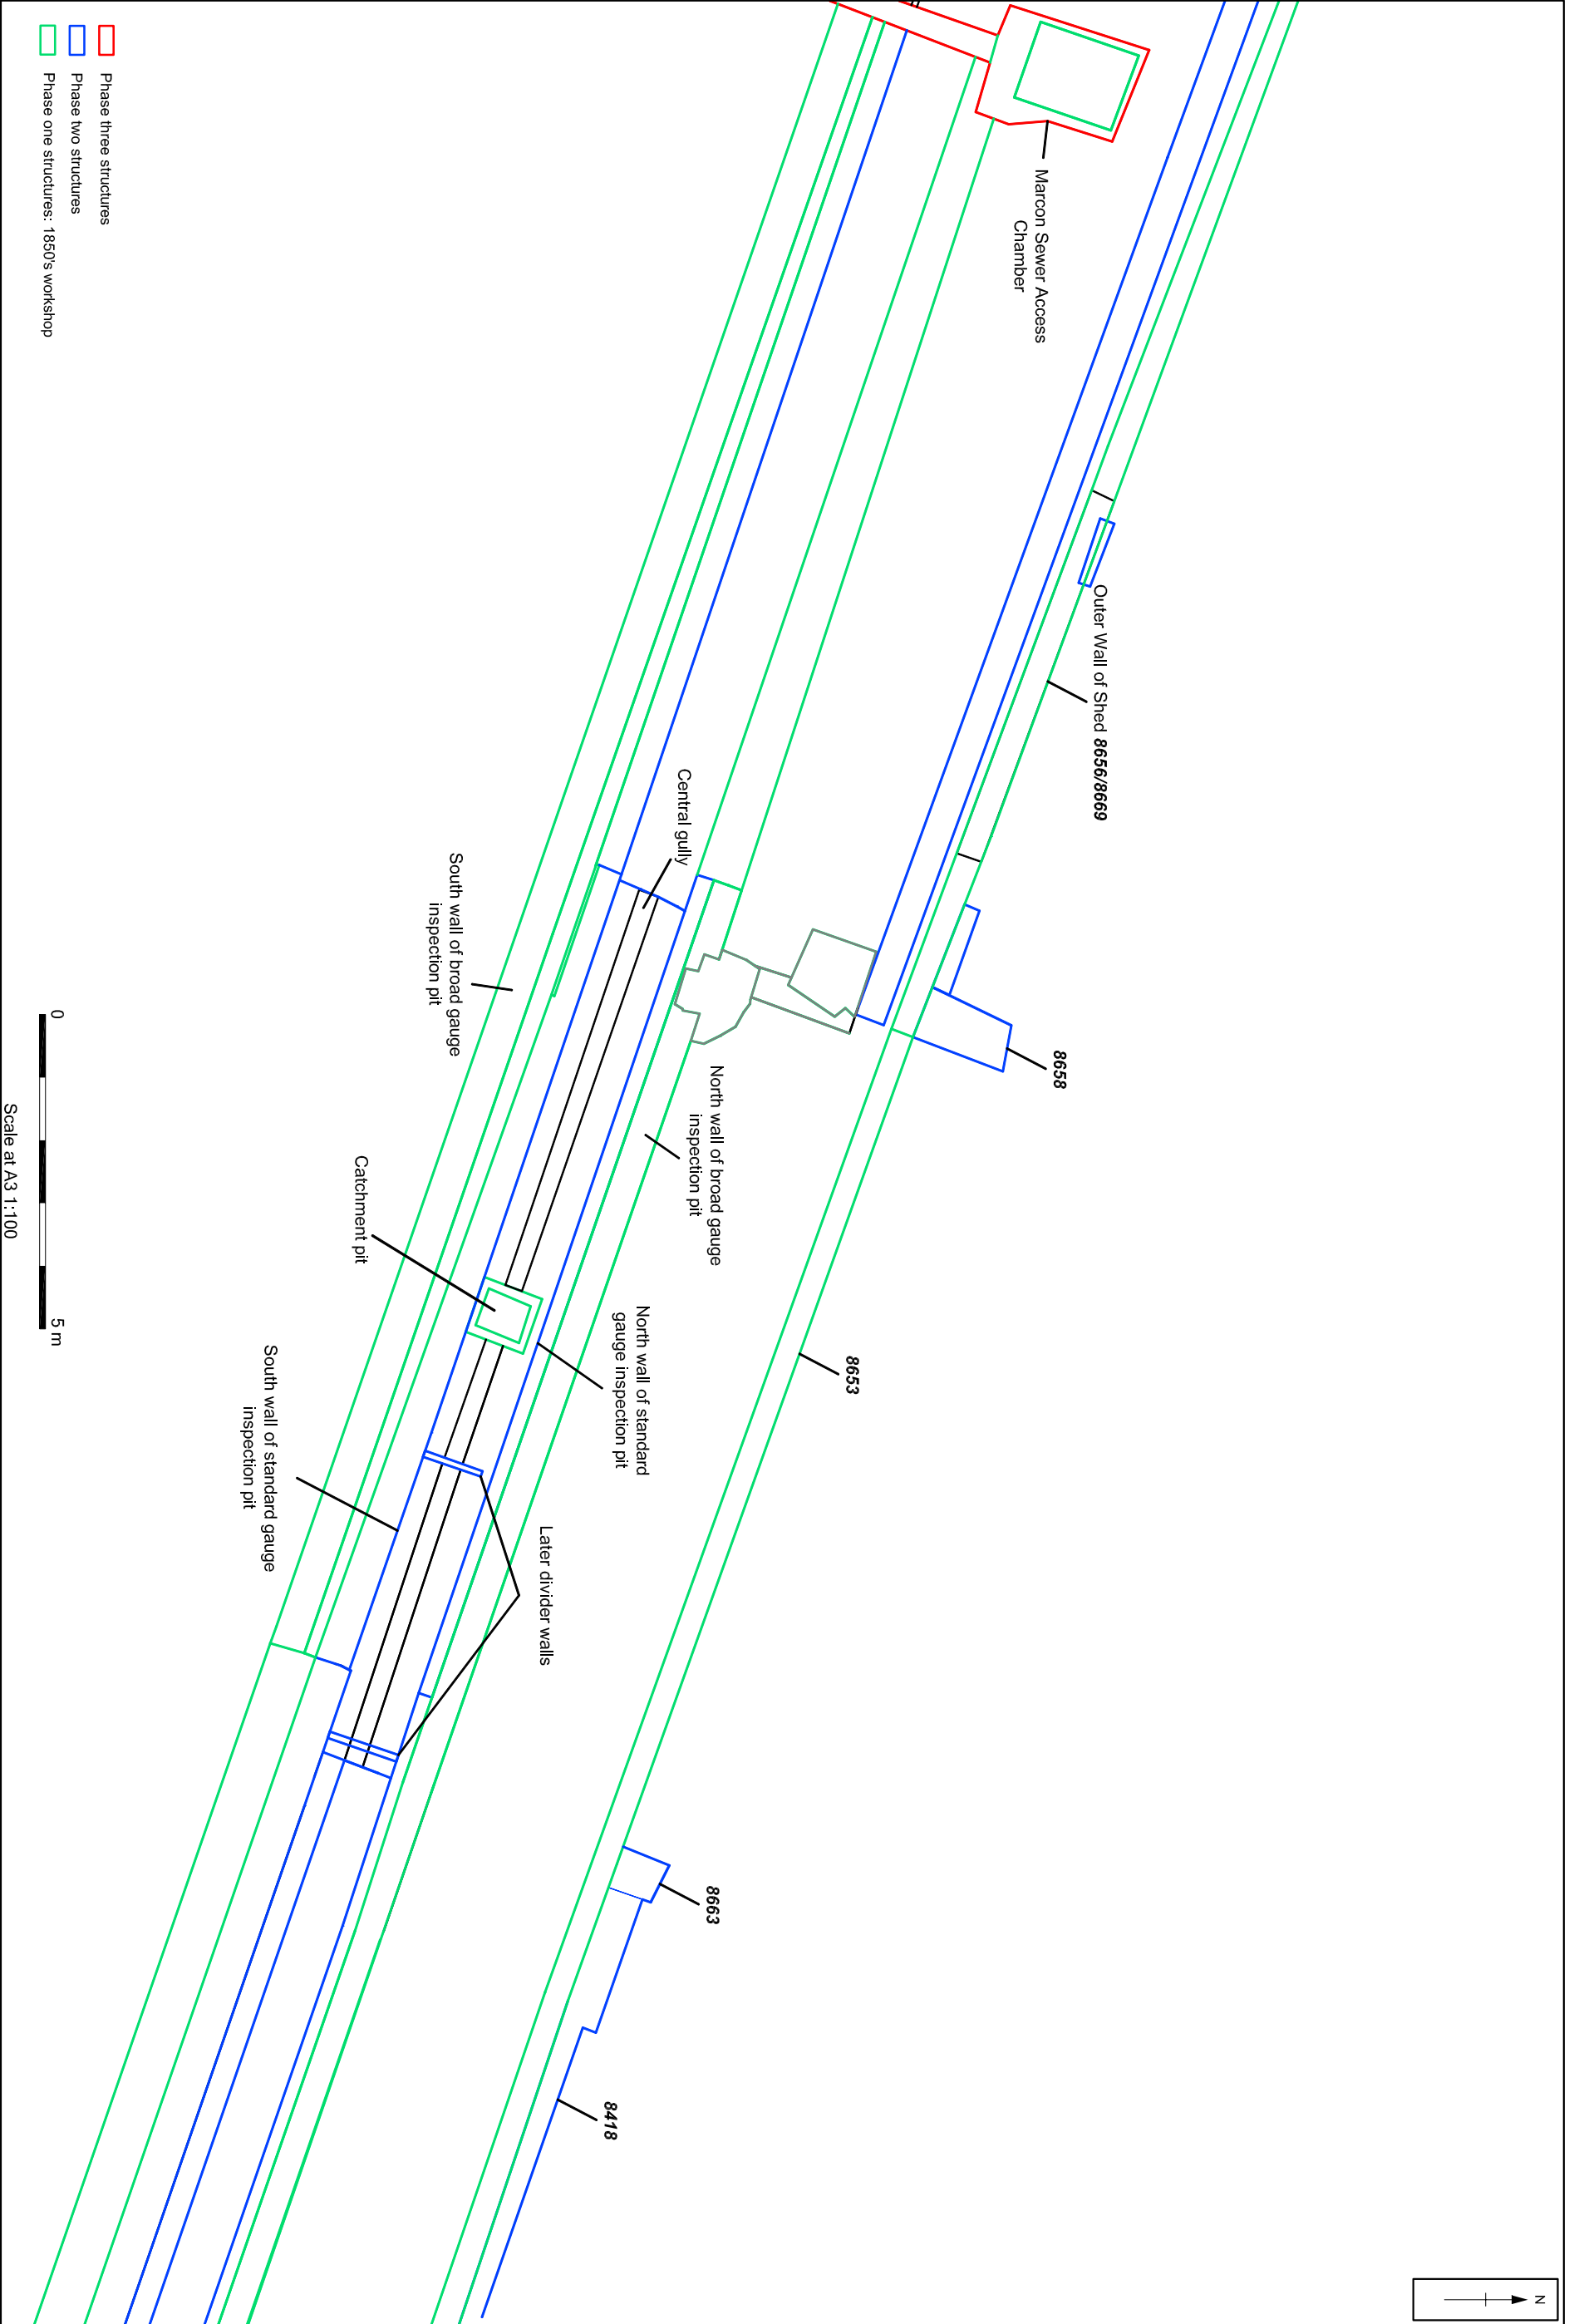 N
Marcon Sewer Access
Chamber
Outer Wall of Shed 8656/8669
8658
8653
8663
8418
Central gully
South wall of broad gauge
inspection pit
North wall of broad gauge
inspection pit
Catchment pit
North wall of standard
gauge inspection pit
South wall of standard gauge
inspection pit
Later divider walls
Phase three structures
Phase two structures
Phase one structures: 1850's workshop
0
5 m
Scale at A3 1:100